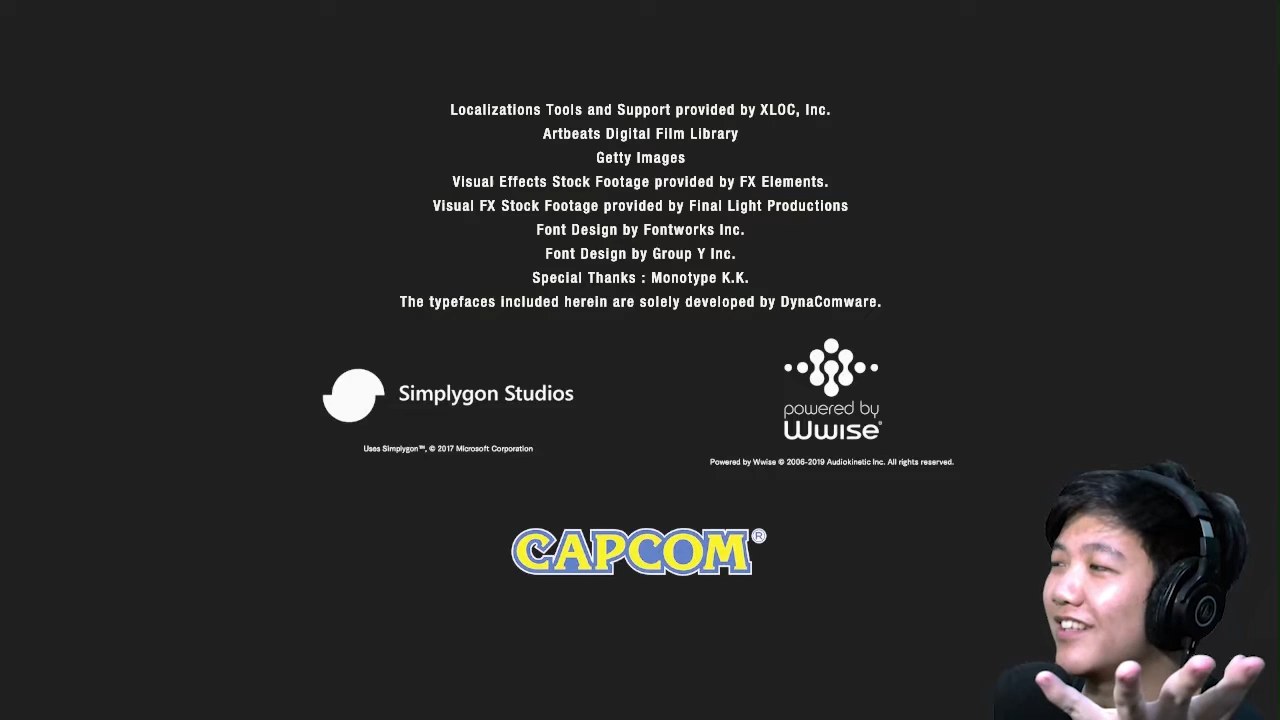 Localizations Tools and Support provided by XLOC, Inc.
Artbeats Digital Film Library
Getty Images
Visual Effects Stock Footage provided by FX Elements.
Visual FX Stock Footage provided by Final Light Productions
Font Design by Fontworks Inc.
Font Design by Group Y Inc.
Special Thanks : Monotype K.K.
The typefaces included herein are solely developed by DynaComware.
Simplygon Studios
Uses Simplygon™, © 2017 Microsoft Corporation
powered by
Wwise®
Powered by Wwise © 2006-2019 Audiokinetic Inc. All rights reserved.
CAPCOM®